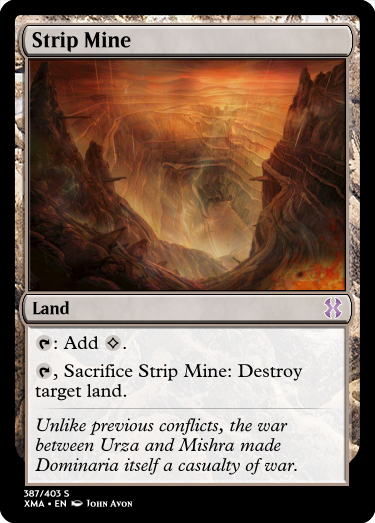 Strip Mine
Land
: Add .
, Sacrifice Strip Mine: Destroy
target land.
Unlike previous conflicts, the war
between Urza and Mishra made
Dominaria itself a casualty of war.
387/403 S
XMA • EN John Avon